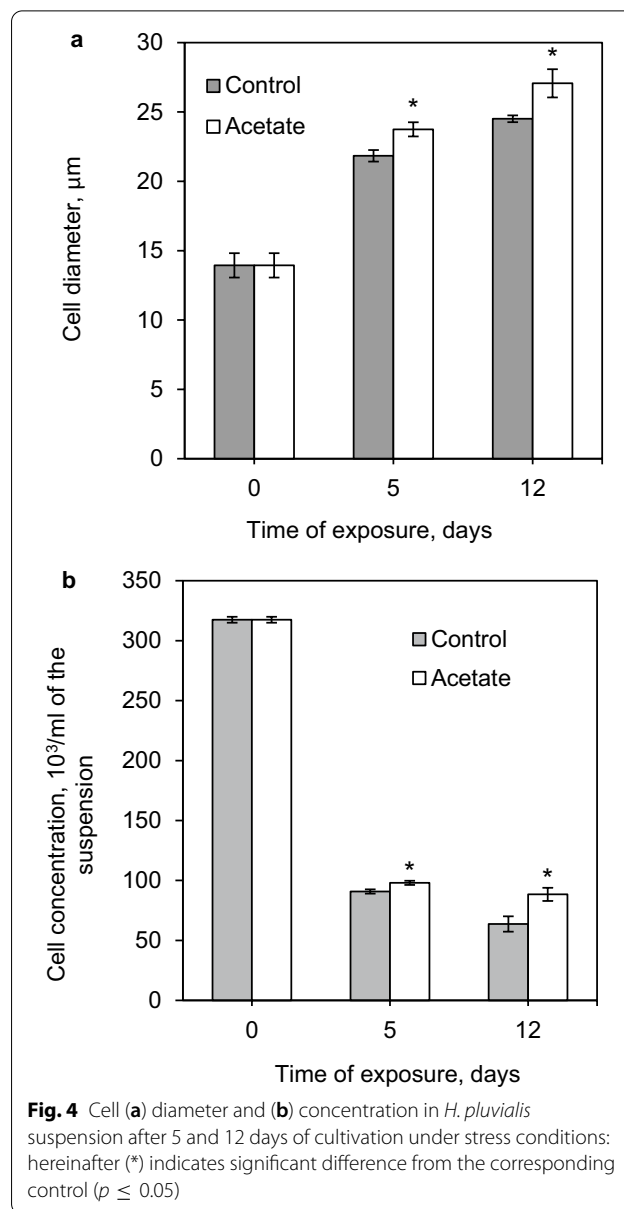 a
30
25
20
15
10
5
0
Cell diameter, µm
Control
Acetate
*
*
0 5 12
Time of exposure, days
b
350
300
250
200
150
100
50
0
Cell concentration, 10³/ml of the
suspension
Control
Acetate
*
*
0 5 12
Time of exposure, days
Fig. 4 Cell (a) diameter and (b) concentration in H. pluvialis
suspension after 5 and 12 days of cultivation under stress conditions:
hereinafter (*) indicates significant difference from the corresponding
control (p ≤ 0.05)